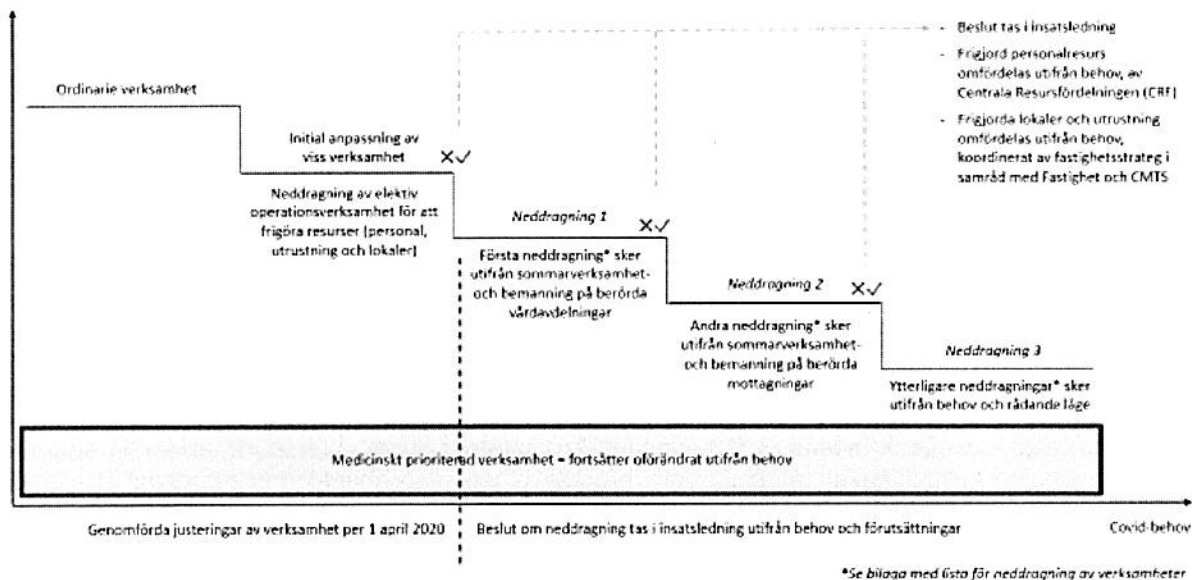 Ordinarie verksamhet
Initial anpassning av
viss verksamhet
Neddragning av elektiv
operationsverksamhet för att
frigöra resurser (personal,
utrustning och lokaler)
Neddragning 1
Första neddragning* sker
utifrån sommarverksamhet-
och bemanning på berörda
vårdavdelningar
Neddragning 2
Andra neddragning* sker
utifrån sommarverksamhet-
och bemanning på berörda
mottagningar
Neddragning 3
Ytterligare neddragningar* sker
utifrån behov och rådande läge
- Beslut tas i insatsledning
- Frigjord personalresurs
omfördelas utifrån behov, av
Centrala Resursfördelningen (CRF)
- Frigjorda lokaler och utrustning
omfördelas utifrån behov,
koordinerat av fastighetsstrateg i
samråd med Fastighet och CMTS
Medicinskt prioriterad verksamhet – fortsätter oförändrat utifrån behov
Genomförda justeringar av verksamhet per 1 april 2020
Beslut om neddragning tas i insatsledning utifrån behov och förutsättningar
Covid-behov
*Se bilaga med lista för neddragning av verksamheter